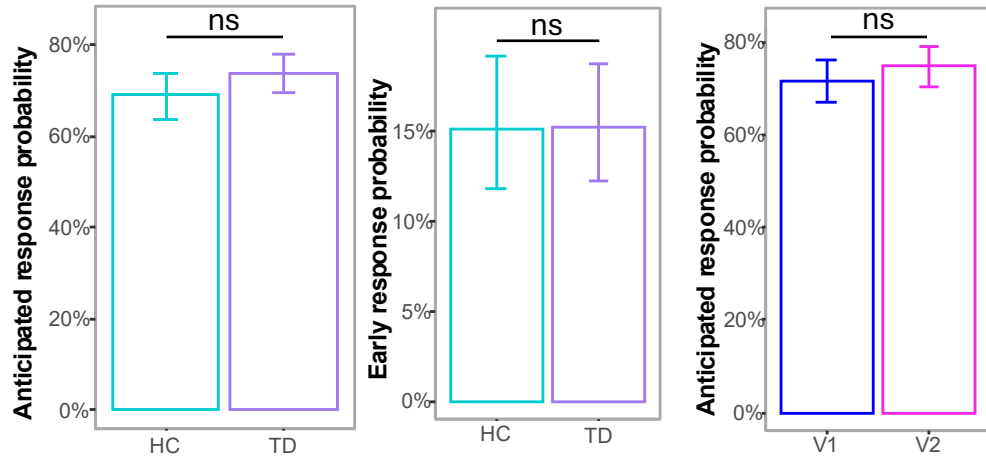 ns
Anticipated response probability
80%
60%
40%
20%
0%
HC TD
ns
Early response probability
15%
10%
5%
0%
HC TD
ns
Anticipated response probability
80%
60%
40%
20%
0%
V1 V2